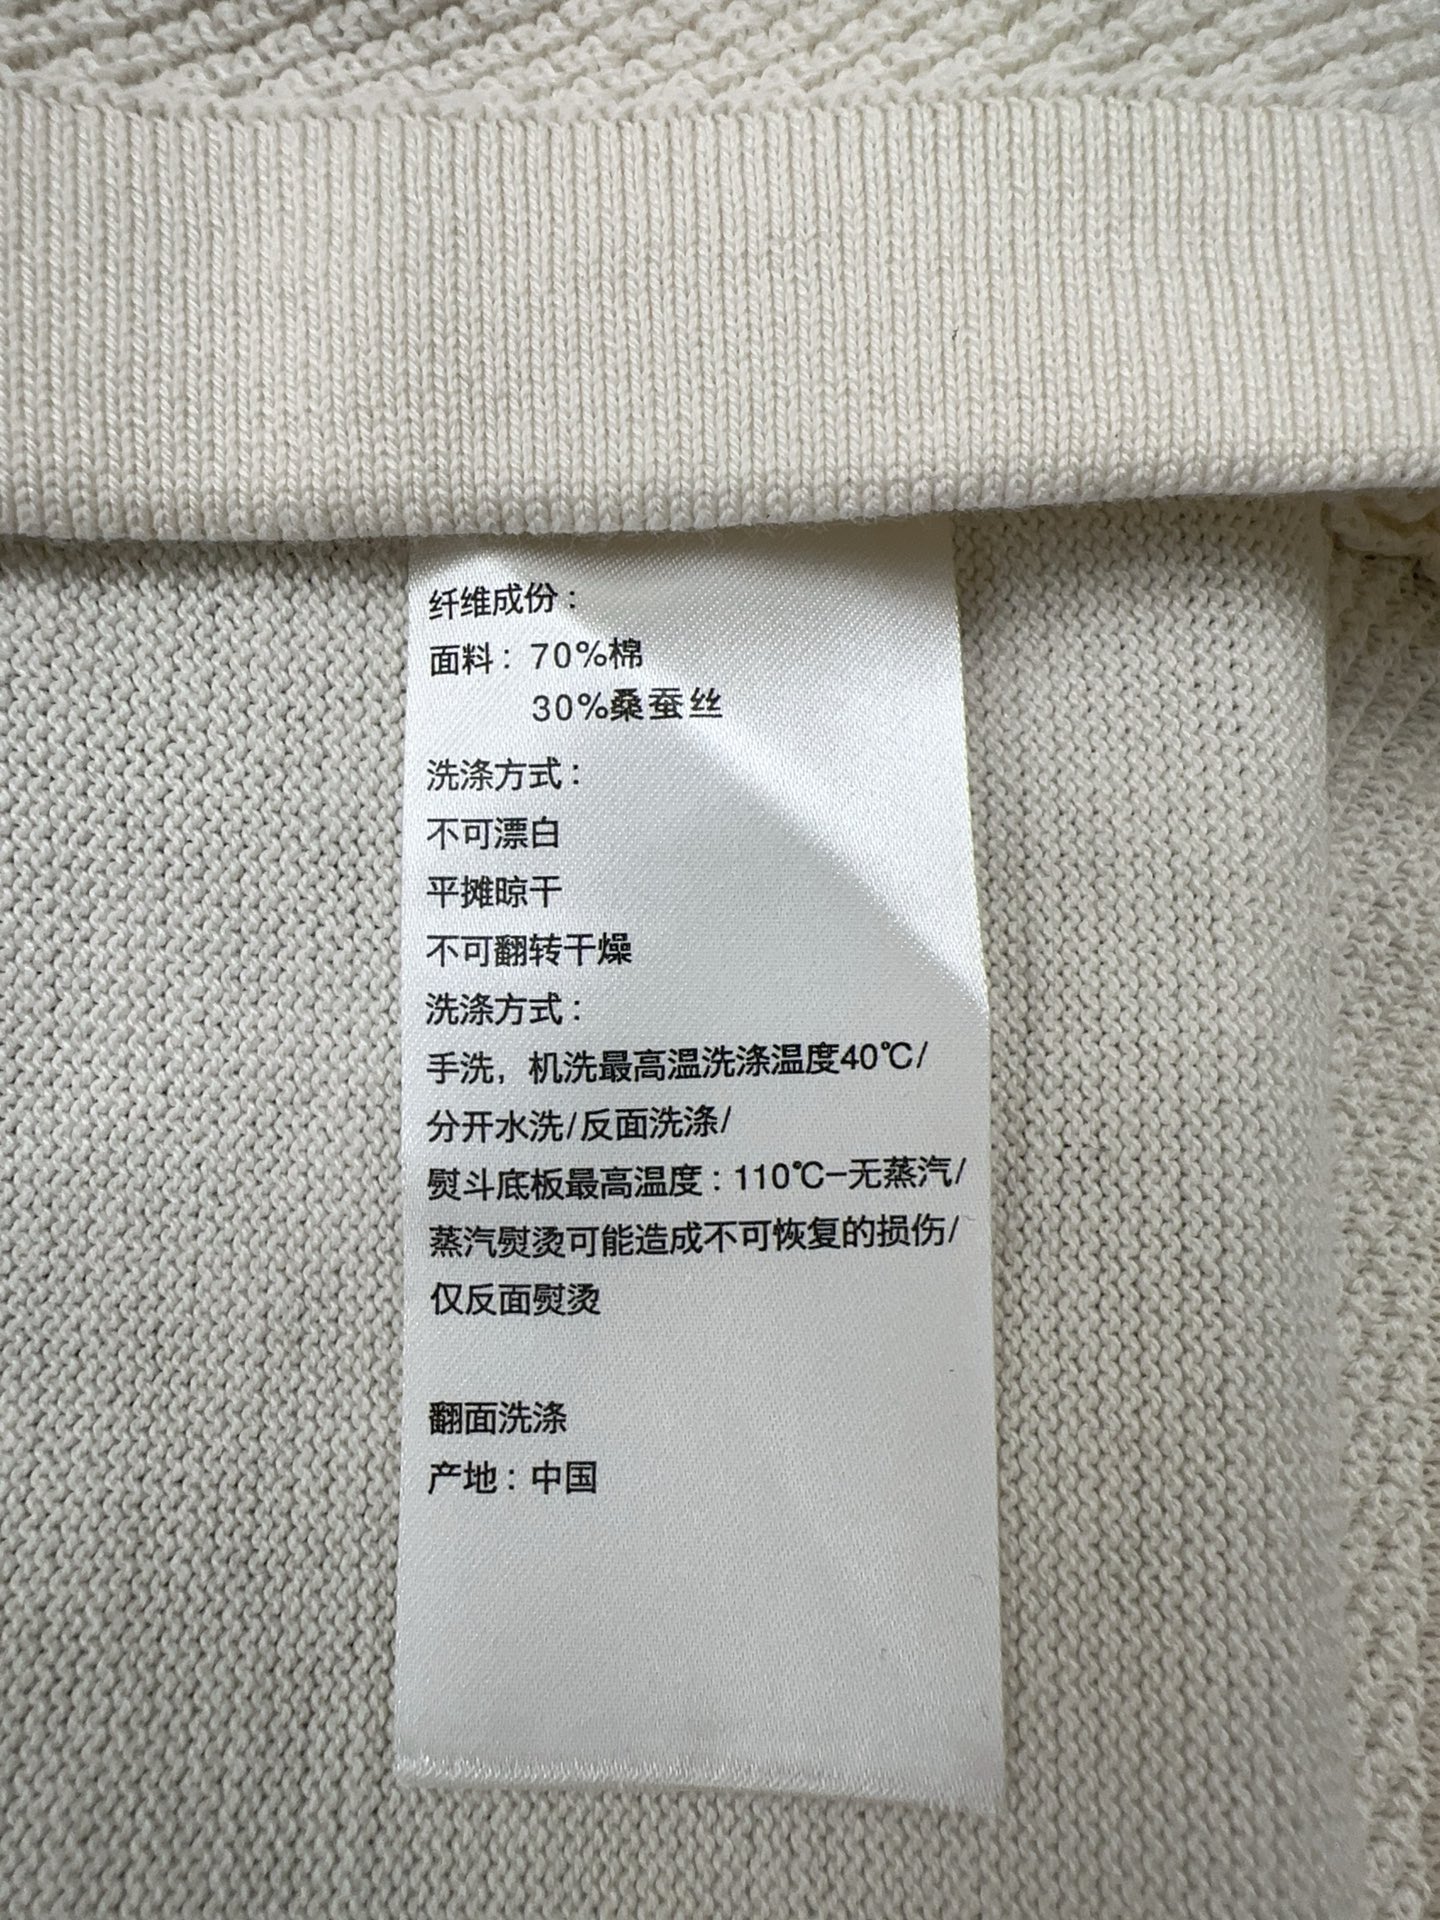 纤维成份：
面料：70%棉
30%桑蚕丝
洗涤方式：
不可漂白
平摊晾干
不可翻转干燥
洗涤方式：
手洗，机洗最高温洗涤温度40℃/
分开水洗/反面洗涤/
熨斗底板最高温度：110℃-无蒸汽/
蒸汽熨烫可能造成不可恢复的损伤/
仅反面熨烫
翻面洗涤
产地：中国